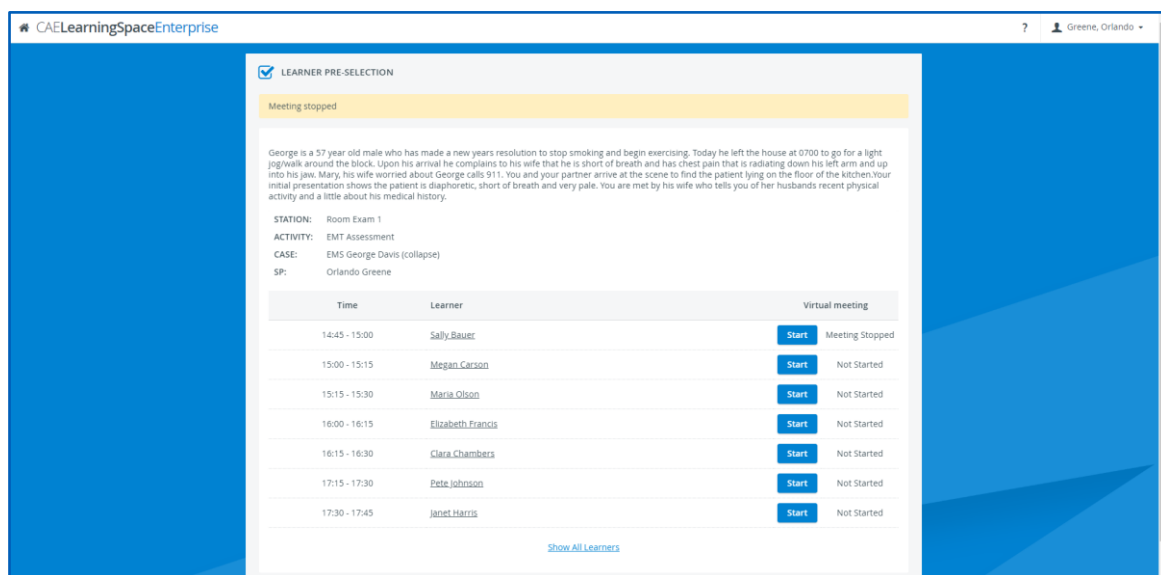 CAELearningSpaceEnterprise
? Greene, Orlando
LEARNER PRE-SELECTION
Meeting stopped
George is a 57 year old male who has made a new years resolution to stop smoking and begin exercising. Today he left the house at 0700 to go for a light
jog/walk around the block. Upon his arrival he complains to his wife that he is short of breath and has chest pain that is radiating down his left arm and up
into his jaw. Mary, his wife worried about George calls 911. You and your partner arrive at the scene to find the patient lying on the floor of the kitchen.Your
initial presentation shows the patient is diaphoretic, short of breath and very pale. You are met by his wife who tells you of her husbands recent physical
activity and a little about his medical history.
STATION: Room Exam 1
ACTIVITY: EMT Assessment
CASE: EMS George Davis (collapse)
SP: Orlando Greene
Time Learner Virtual meeting
14:45 - 15:00 Sally Bauer Start Meeting Stopped
15:00 - 15:15 Megan Carson Start Not Started
15:15 - 15:30 Maria Olson Start Not Started
16:00 - 16:15 Elizabeth Francis Start Not Started
16:15 - 16:30 Clara Chambers Start Not Started
17:15 - 17:30 Pete Johnson Start Not Started
17:30 - 17:45 Janet Harris Start Not Started
Show All Learners